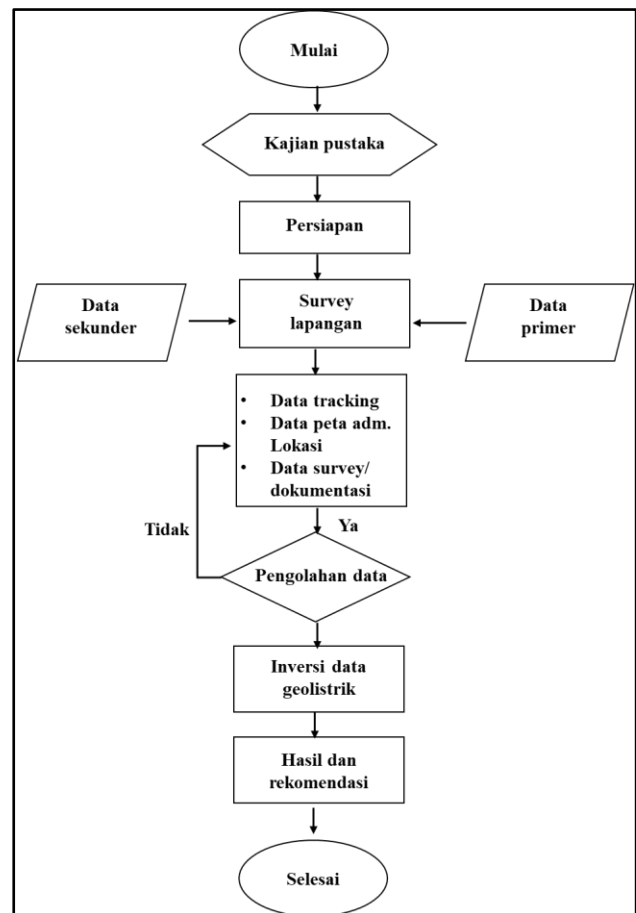 Mulai
Kajian pustaka
Persiapan
Data
sekunder
Survey
lapangan
Data
primer
• Data tracking
• Data peta adm.
Lokasi
• Data survey/
dokumentasi
Tidak
Ya
Pengolahan data
Inversi data
geolistrik
Hasil dan
rekomendasi
Selesai